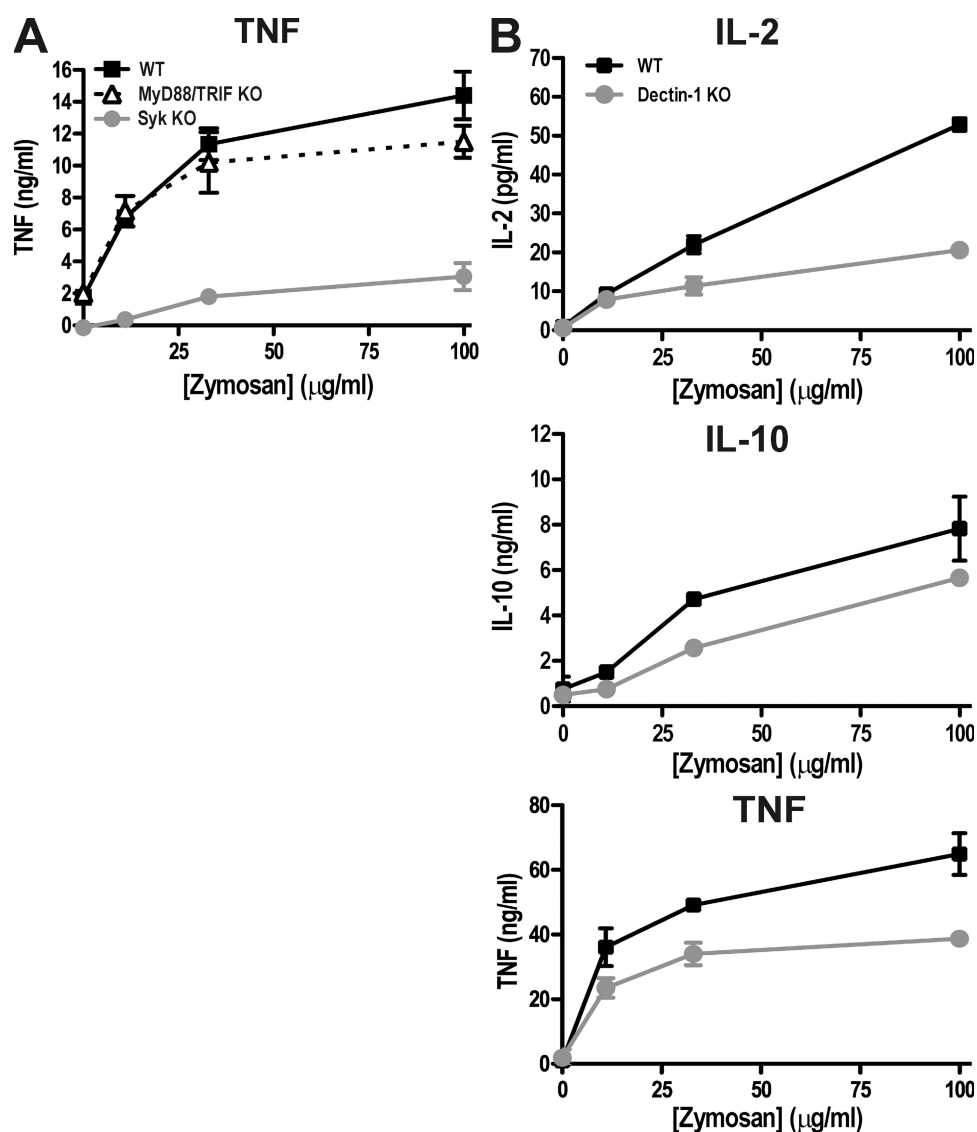 A
TNF
WT
MyD88/TRIF KO
Syk KO
16
14
12
10
8
6
4
2
0
TNF (ng/ml)
25
50
75
100
[Zymosan] (μg/ml)
B
IL-2
WT
Dectin-1 KO
70
60
50
40
30
20
10
0
IL-2 (pg/ml)
0
25
50
75
100
[Zymosan] (μg/ml)
IL-10
12
10
8
6
4
2
0
IL-10 (ng/ml)
0
25
50
75
100
[Zymosan] (μg/ml)
TNF
80
60
40
20
0
TNF (ng/ml)
0
25
50
75
100
[Zymosan] (μg/ml)